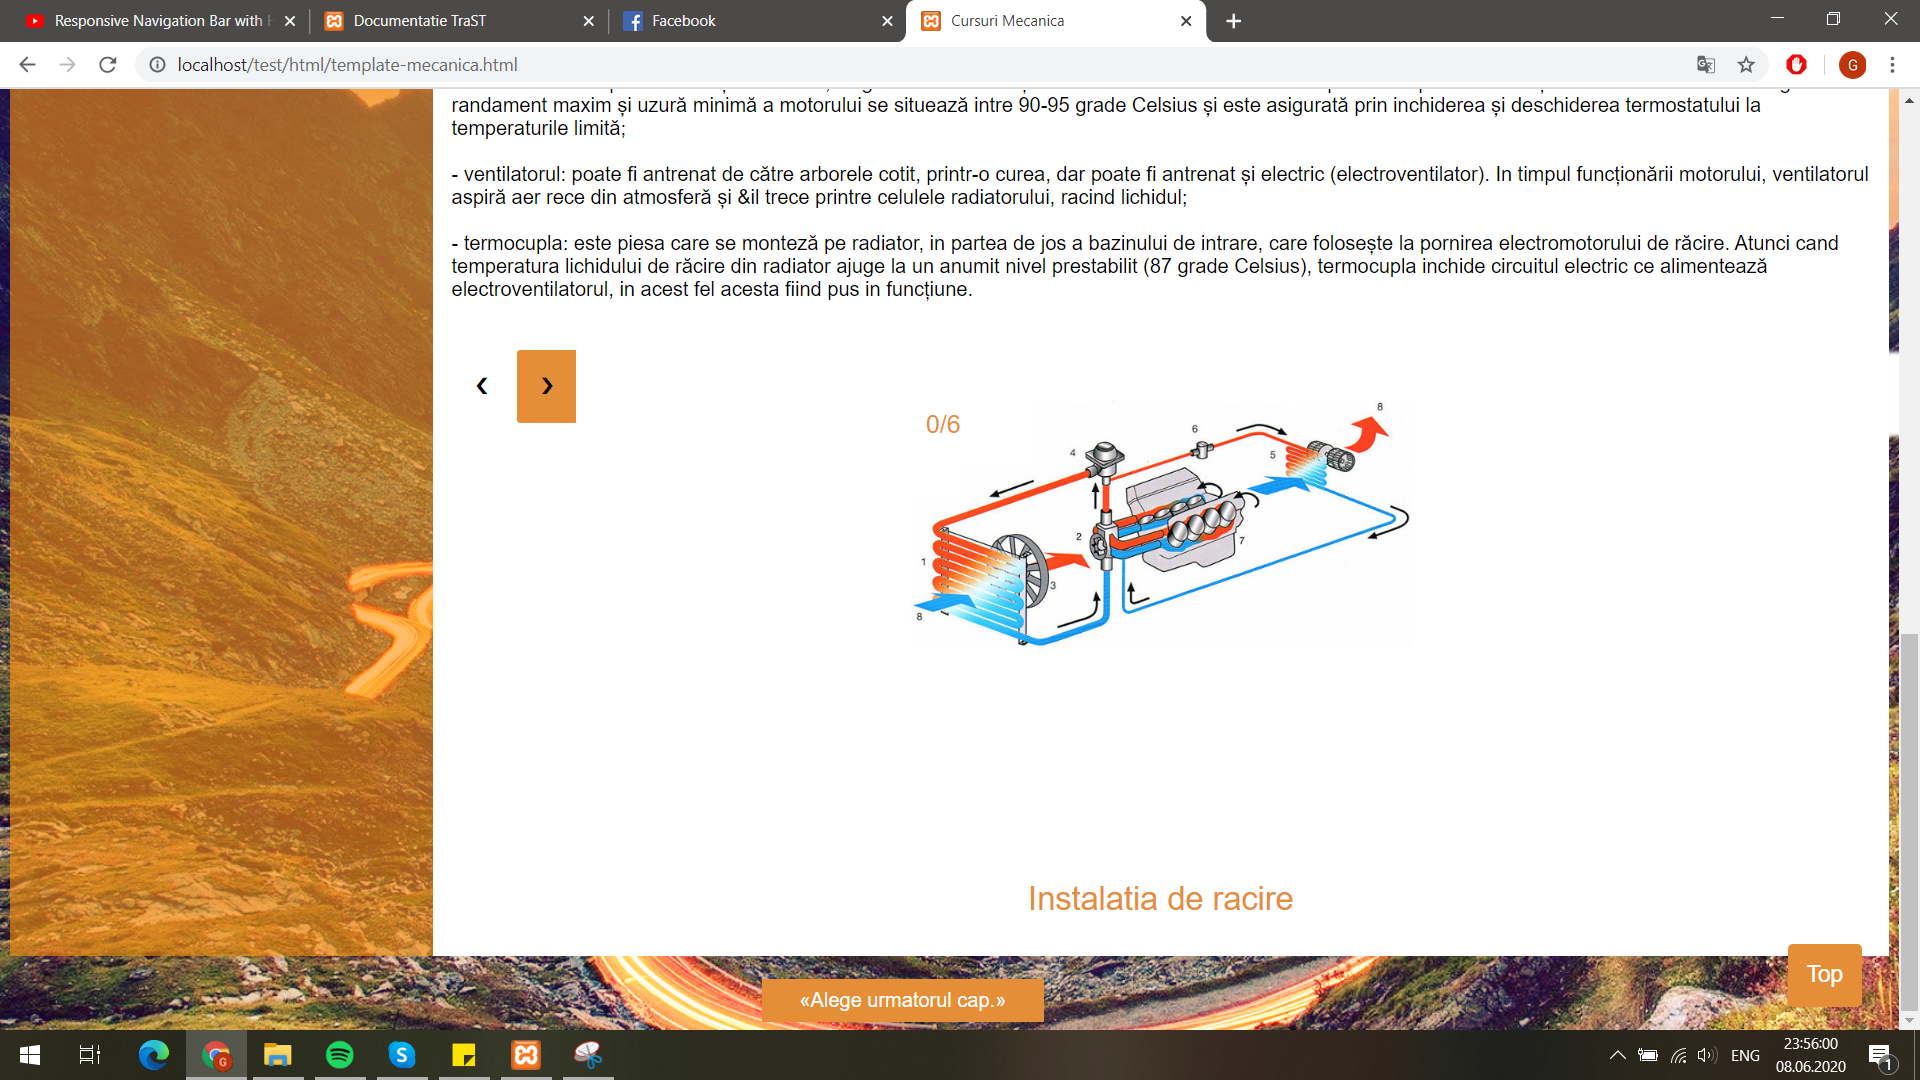 Responsive Navigation Bar with
Documentatie TraST
Facebook
Cursuri Mecanica
localhost/test/html/template-mecanica.html
G
randament maxim și uzură minimă a motorului se situează intre 90-95 grade Celsius și este asigurată prin inchiderea și deschiderea termostatului la
temperaturile limită;
- ventilatorul: poate fi antrenat de către arborele cotit, printr-o curea, dar poate fi antrenat și electric (electroventilator). In timpul funcționării motorului, ventilatorul
aspiră aer rece din atmosferă și &il trece printre celulele radiatorului, racind lichidul;
- termocupla: este piesa care se monteză pe radiator, in partea de jos a bazinului de intrare, care folosește la pornirea electromotorului de răcire. Atunci cand
temperatura lichidului de răcire din radiator ajuge la un anumit nivel prestabilit (87 grade Celsius), termocupla inchide circuitul electric ce alimentează
electroventilatorul, in acest fel acesta fiind pus in funcțiune.
❮ ❯
0/6
8
6
4
5
2
7
1
3
8
Instalatia de racire
Top
«Alege urmatorul cap.»
G
S
ENG
23:56:00
08.06.2020
1